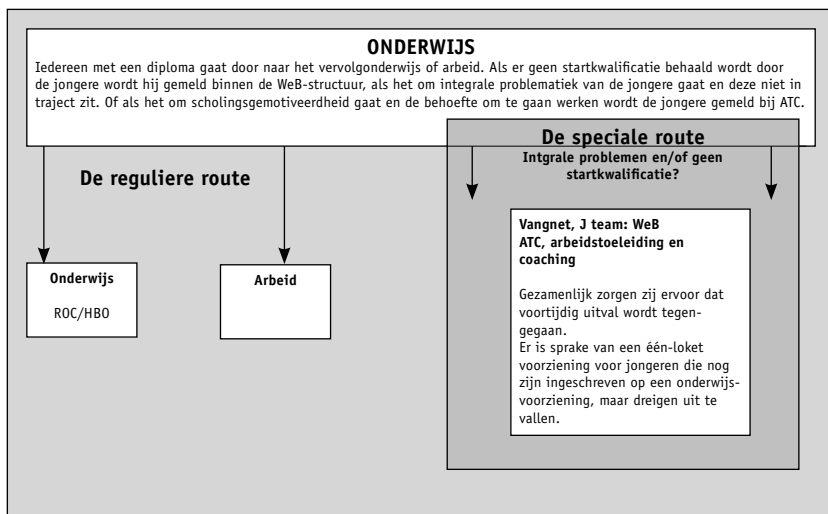 ONDERWIJS
Iedereen met een diploma gaat door naar het vervolgonderwijs of arbeid. Als er geen startkwalificatie behaald wordt door
de jongere wordt hij gemeld binnen de WeB-structuur, als het om integrale problematiek van de jongere gaat en deze niet in
traject zit. Of als het om scholingsgemotiveerdheid gaat en de behoefte om te gaan werken wordt de jongere gemeld bij ATC.
De speciale route
Intgrale problemen en/of geen
startkwalificatie?
De reguliere route
Vangnet, J team: WeB
ATC, arbeidstoeleiding en
coaching
Gezamenlijk zorgen zij ervoor dat
voortijdig uitval wordt tegen-
gegaan.
Er is sprake van een één-loket
voorziening voor jongeren die nog
zijn ingeschreven op een onderwijs-
voorziening, maar dreigen uit te
vallen.
Onderwijs
ROC/HBO
Arbeid